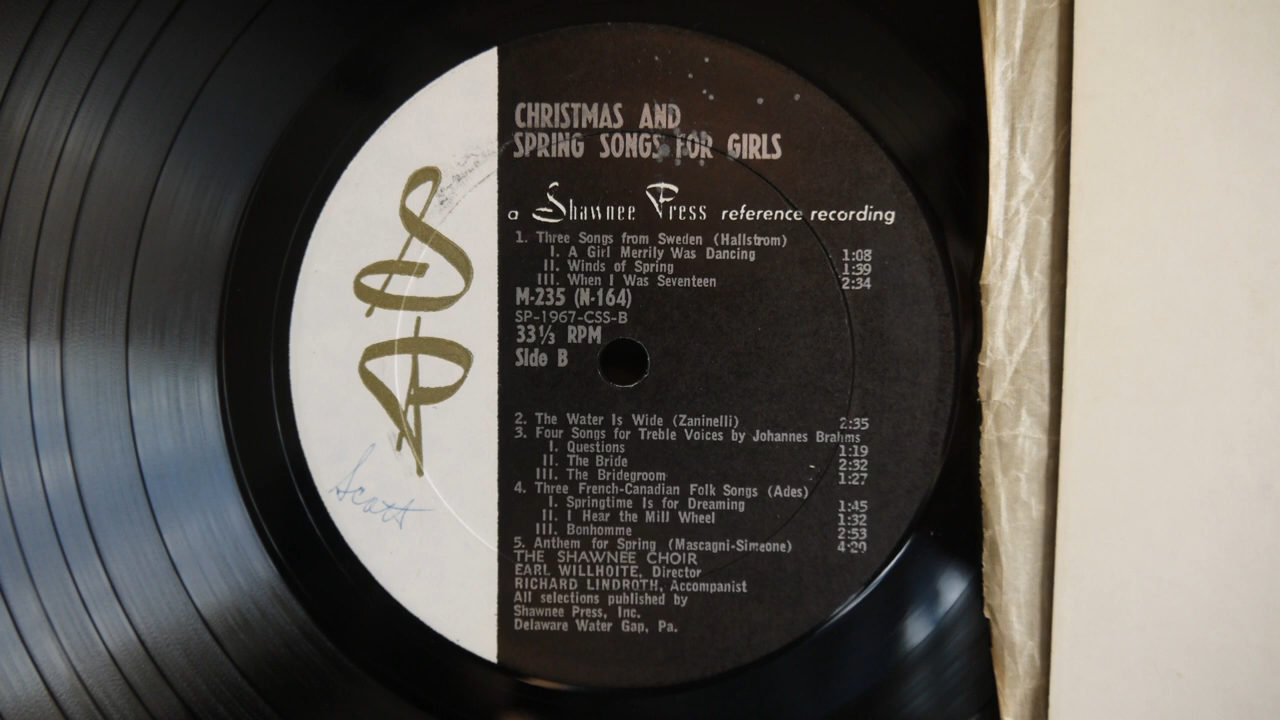 CHRISTMAS AND
SPRING SONGS FOR GIRLS
a Shawnee Press reference recording
1. Three Songs from Sweden (Hallstrom)
I. A Girl Merrily Was Dancing 1:08
II. Winds of Spring 1:39
III. When I Was Seventeen 2:34
M-235 (N-164)
SP-1967-CSS-B
33⅓ RPM
Side B
2. The Water Is Wide (Zaninelli) 2:35
3. Four Songs for Treble Voices by Johannes Brahms
I. Questions 1:19
II. The Bride 2:32
III. The Bridegroom 1:27
4. Three French-Canadian Folk Songs (Ades)
I. Springtime Is for Dreaming 1:45
II. I Hear the Mill Wheel 1:32
III. Bonhomme 2:53
5. Anthem for Spring (Mascagni-Simeone) 4:20
THE SHAWNEE CHOIR
EARL WILLHOITE, Director
RICHARD LINDROTH, Accompanist
All selections published by
Shawnee Press, Inc.
Delaware Water Gap, Pa.
Scott